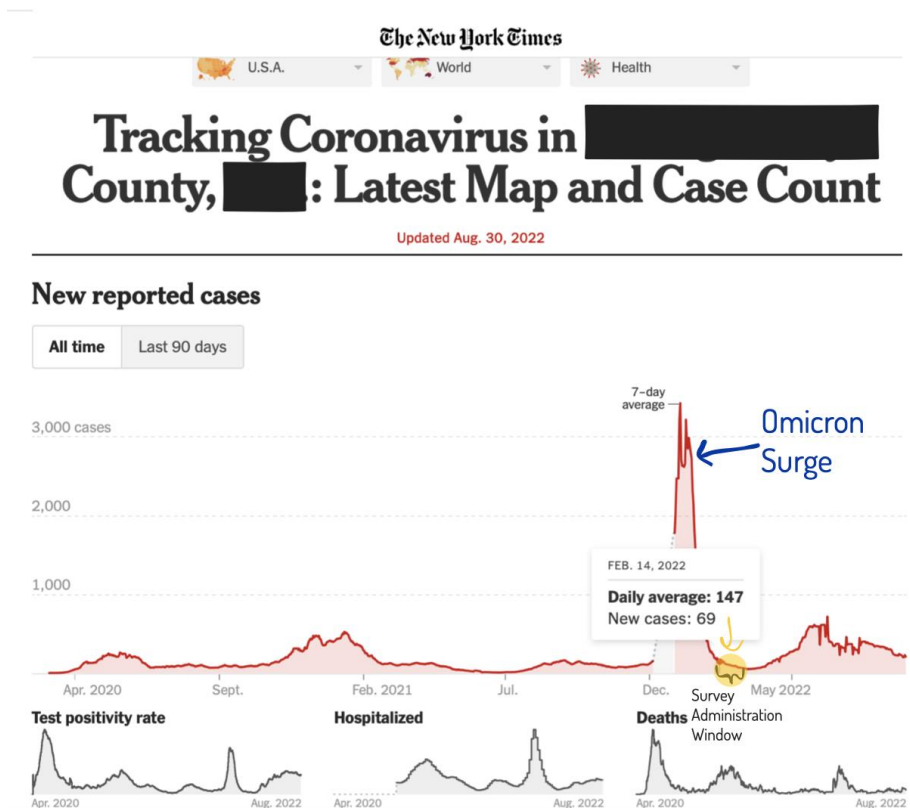 The New York Times
U.S.A. World Health
Tracking Coronavirus in
County, : Latest Map and Case Count
Updated Aug. 30, 2022
New reported cases
All time Last 90 days
7-day
average
3,000 cases
Omicron
Surge
2,000
1,000
FEB. 14, 2022
Daily average: 147
New cases: 69
Apr. 2020 Sept. Feb. 2021 Jul. Dec. May 2022
Survey
Administration
Window
Test positivity rate Hospitalized Deaths
Apr. 2020 Aug. 2022 Apr. 2020 Aug. 2022 Apr. 2020 Aug. 2022